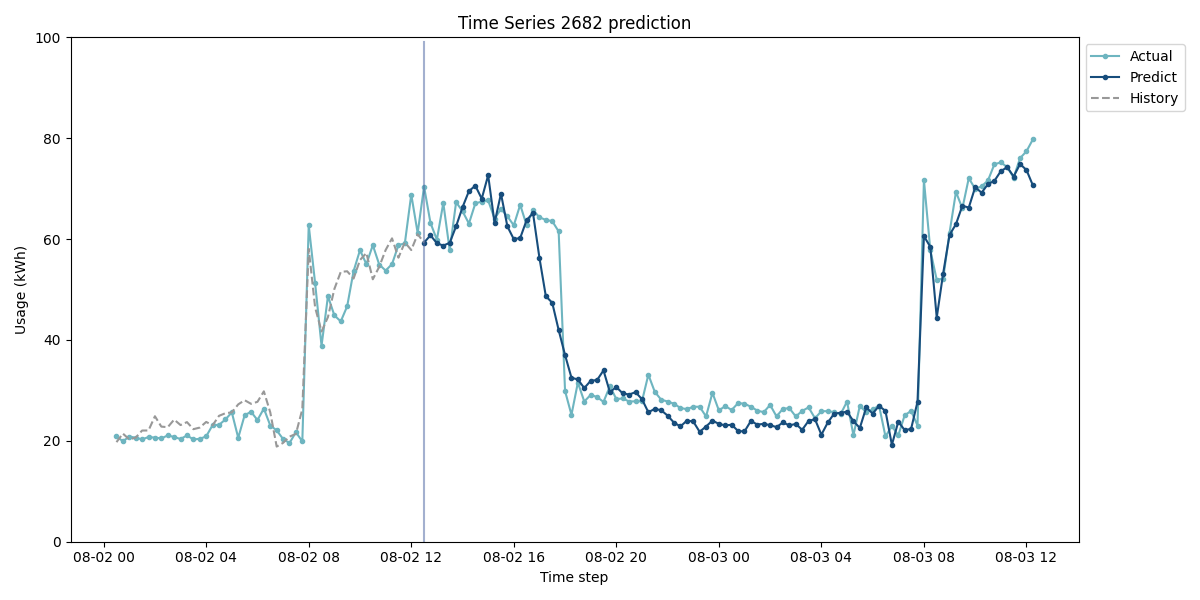 Time Series 2682 prediction
Actual
Predict
History
Usage (kWh)
100
80
60
40
20
0
08-02 00 08-02 04 08-02 08 08-02 12 08-02 16 08-02 20 08-03 00 08-03 04 08-03 08 08-03 12
Time step